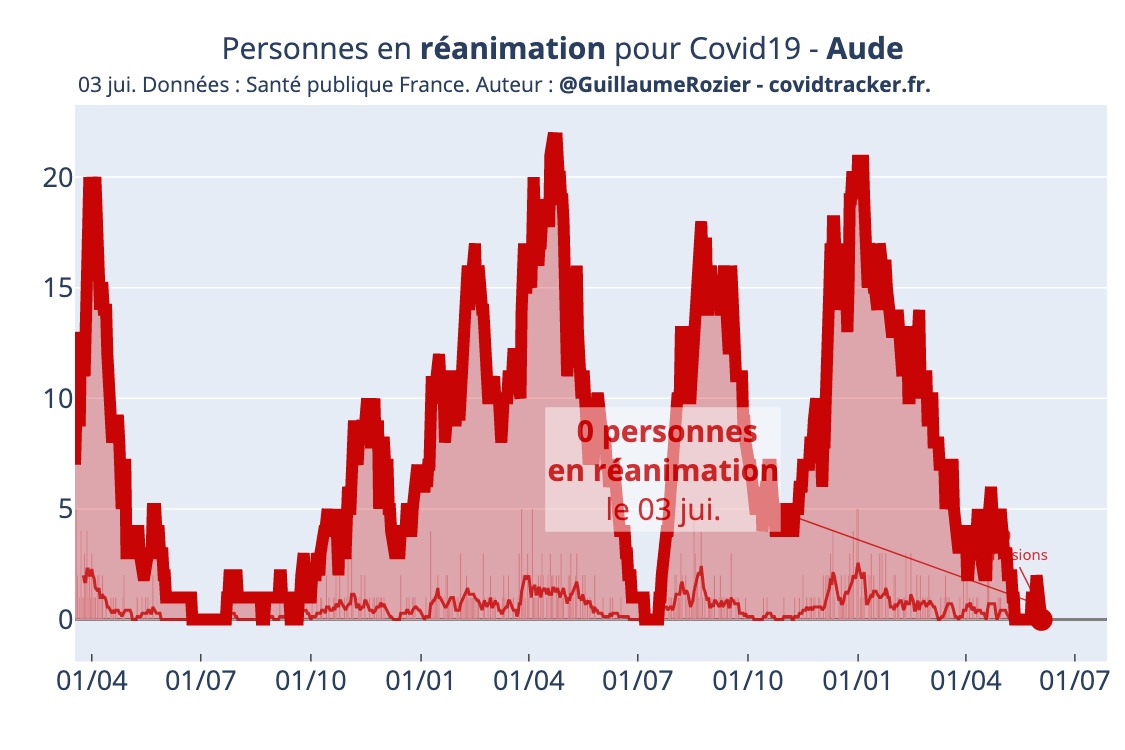 Personnes en réanimation pour Covid19 - Aude
03 jui. Données : Santé publique France. Auteur : @GuillaumeRozier - covidtracker.fr.
20
15
10
5
0
0 personnes
en réanimation
le 03 jui.
01/04 01/07 01/10 01/01 01/04 01/07 01/10 01/01 01/04 01/07